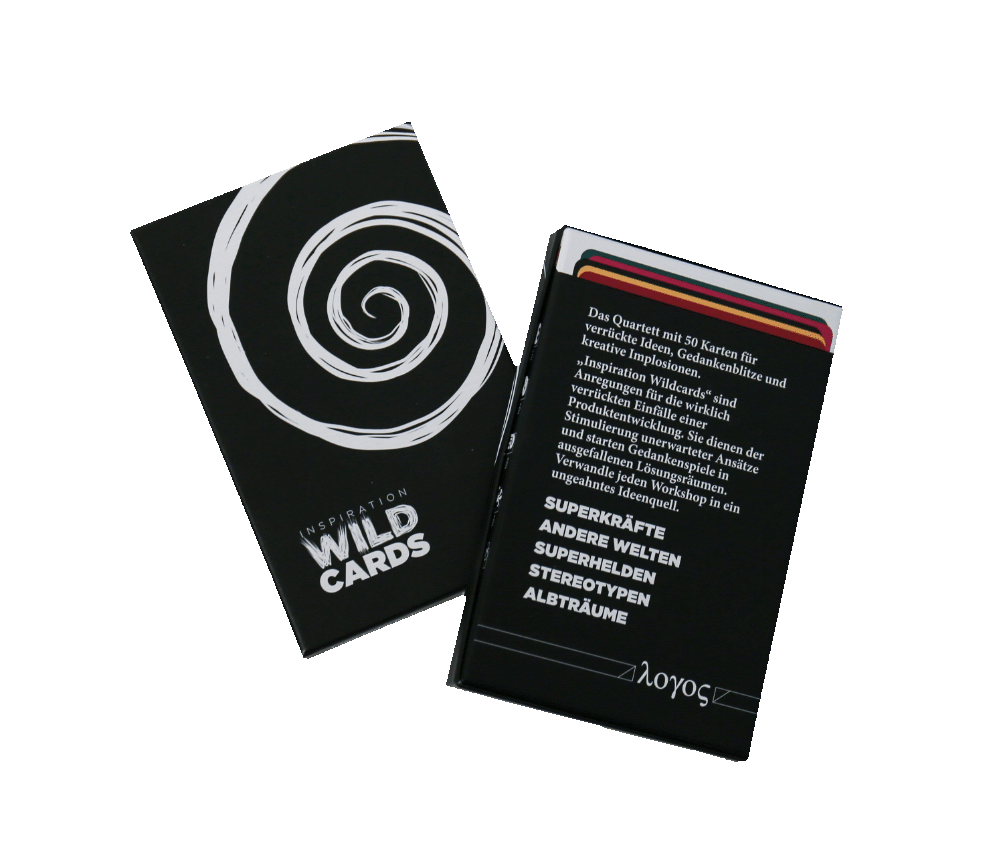 INSPIRATION
WILD
CARDS
Das Quartett mit 50 Karten für
verrückte Ideen, Gedankenblitze und
kreative Implosionen.
„Inspiration Wildcards“ sind
Anregungen für die wirklich
verrückten Einfälle einer
Produktentwicklung. Sie dienen der
Stimulierung unerwarteter Ansätze
und starten Gedankenspiele in
ausgefallenen Lösungsräumen.
Verwandle jeden Workshop in ein
ungeahntes Ideenquell.
SUPERKRÄFTE
ANDERE WELTEN
SUPERHELDEN
STEREOTYPEN
ALBTRÄUME
λογος